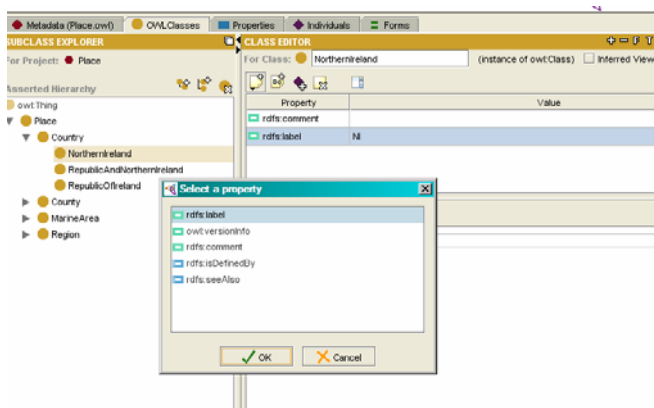 Metadata (Place.owl) OWLClasses Properties Individuals Forms
SUBCLASS EXPLORER
CLASS EDITOR
For Project: Place
For Class: NorthernIreland (instance of owl:Class) Inferred View
Asserted Hierarchy
Property Value
owl:Thing
rdfs:comment
Place
Country
rdfs:label NI
NorthernIreland
RepublicAndNorthernIreland
RepublicOfIreland
County
MarineArea
Region
Select a property
rdfs:label
owl:versionInfo
rdfs:comment
rdfs:isDefinedBy
rdfs:seeAlso
OK Cancel